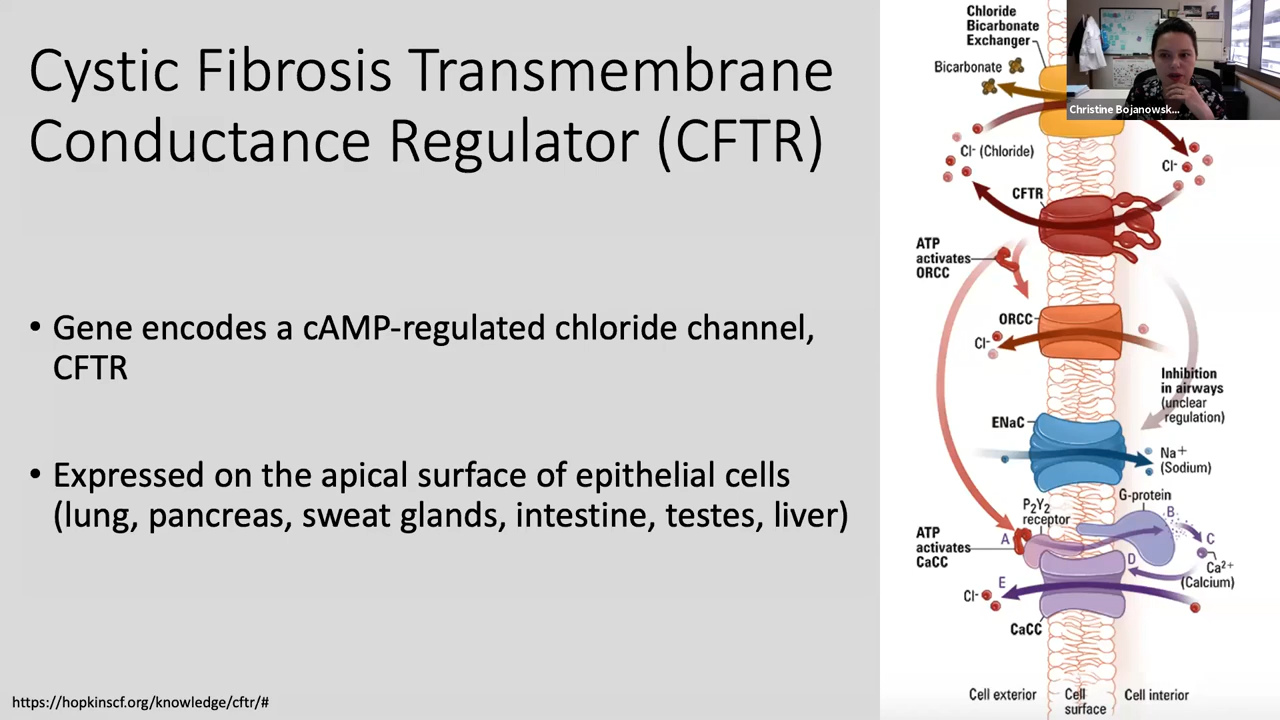 Cystic Fibrosis Transmembrane
Conductance Regulator (CFTR)
• Gene encodes a cAMP-regulated chloride channel,
CFTR
• Expressed on the apical surface of epithelial cells
(lung, pancreas, sweat glands, intestine, testes, liver)
https://hopkinscf.org/knowledge/cftr/#
Chloride
Bicarbonate
Exchanger
Bicarbonate
Christine Bojanowsk...
Cl- (Chloride)
Cl-
CFTR
ATP
activates
ORCC
ORCC
Cl-
Inhibition
in airways
(unclear
regulation)
ENaC
Na+
(Sodium)
G-protein
P2Y2
receptor
B
A
C
ATP
activates
CaCC
D
Ca2+
(Calcium)
E
Cl-
CaCC
Cell exterior
Cell
surface
Cell interior